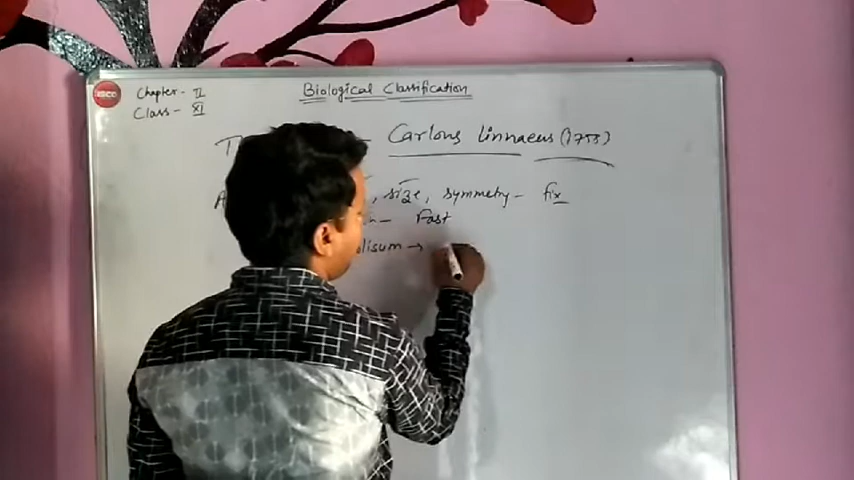 Chapter - II Biological Classification
Class - XI
Carlous linnaeus (1753)
, size, symmetry - fix
- Fast
lisum →